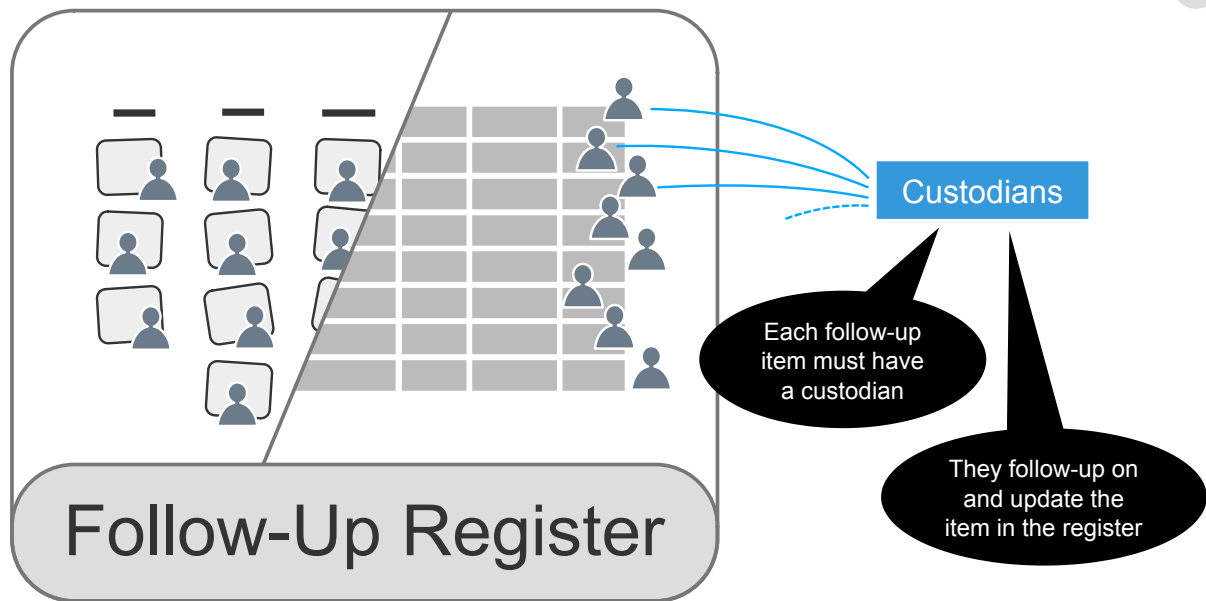 Custodians
Each follow-up
item must have
a custodian
They follow-up on
and update the
item in the register
Follow-Up Register